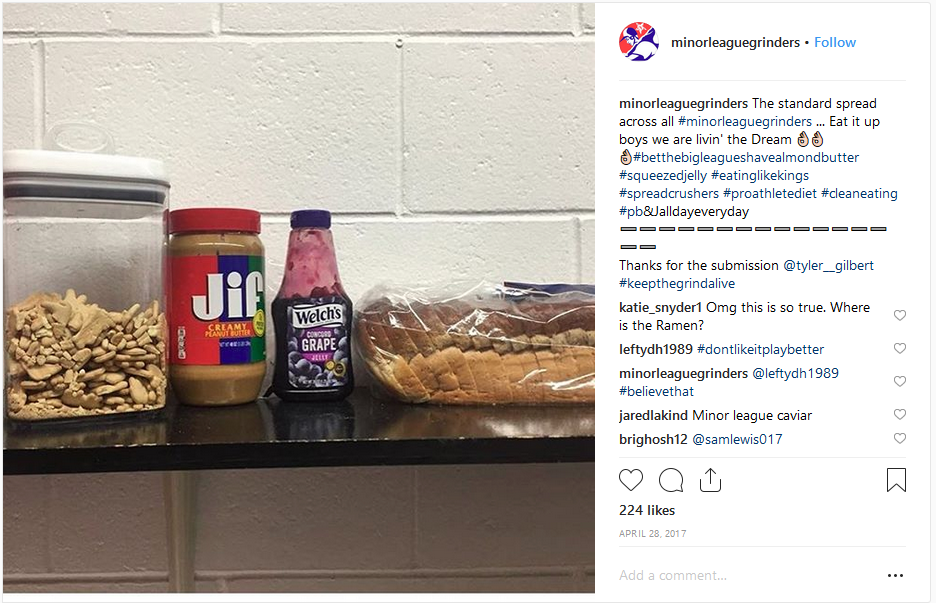 Jif
CREAMY
PEANUT BUTTER
Welch's
CONCORD
GRAPE
JELLY
minorleaguegrinders • Follow
minorleaguegrinders The standard spread
across all #minorleaguegrinders ... Eat it up
boys we are livin' the Dream 👌🏼👌🏼
👌🏼#betthebigleagueshavealmondbutter
#squeezedjelly #eatinglikekings
#spreadcrushers #proathletediet #cleaneating
#pb&Jalldayeveryday
➖➖➖➖➖➖➖➖➖➖➖➖➖➖
➖➖
Thanks for the submission @tyler__gilbert
#keepthegrindalive
katie_snyder1 Omg this is so true. Where
is the Ramen?
leftydh1989 #dontlikeitplaybetter
minorleaguegrinders @leftydh1989
#believethat
jaredlakind Minor league caviar
brighosh12 @samlewis017
224 likes
APRIL 28, 2017
Add a comment...